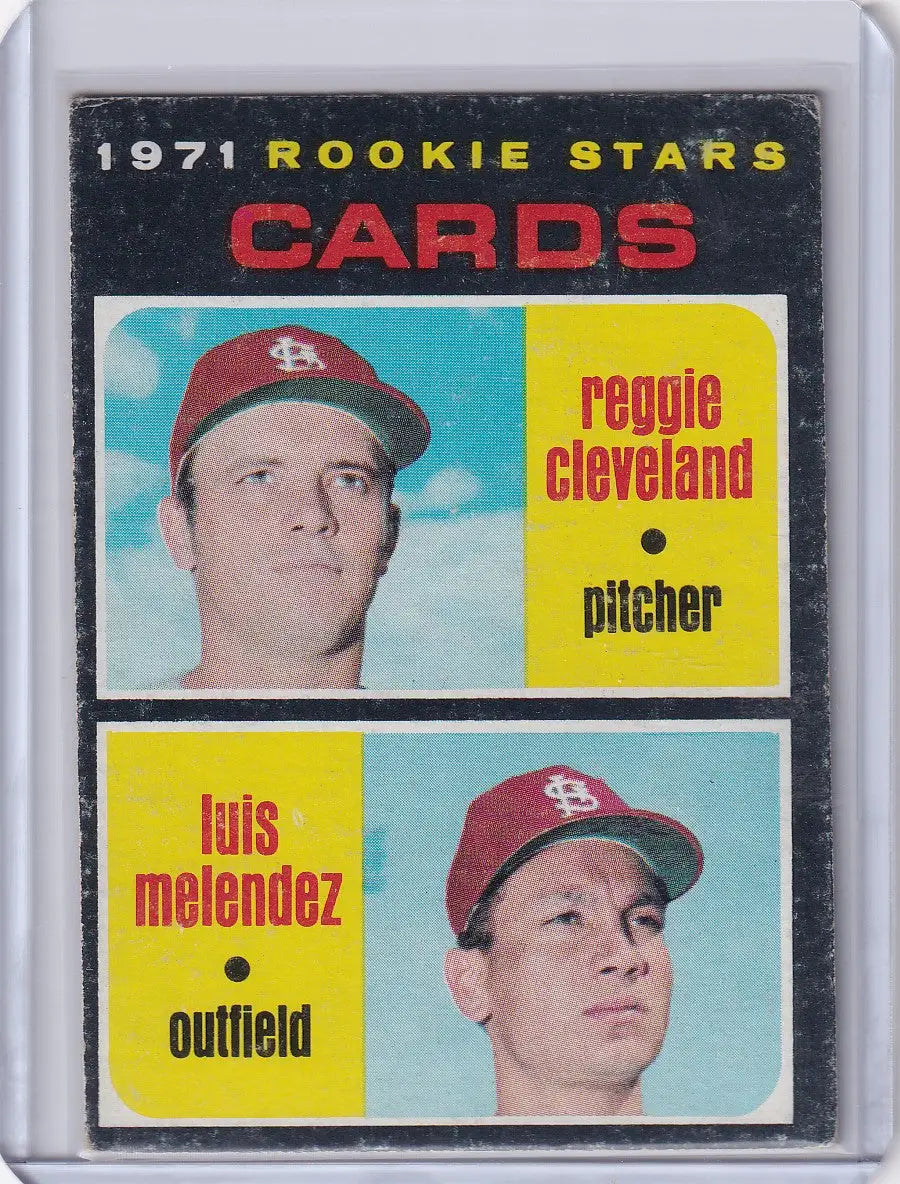 1971 ROOKIE STARS
CARDS
reggie
cleveland
pitcher
luis
melendez
outfield